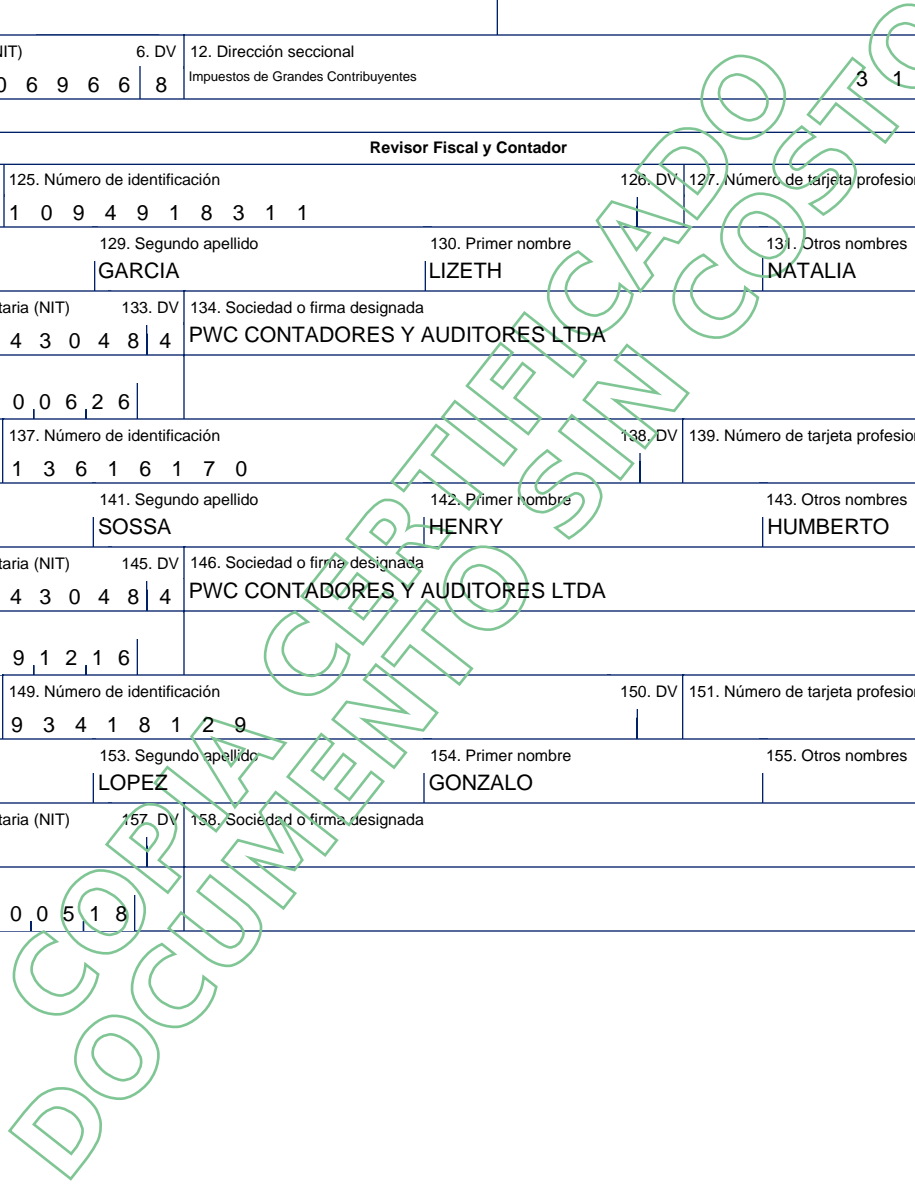 NIT) 6. DV 12. Dirección seccional
0 6 9 6 6 8 Impuestos de Grandes Contribuyentes 3 1
Revisor Fiscal y Contador
125. Número de identificación 126. DV 127. Número de tarjeta profesion
1 0 9 4 9 1 8 3 1 1
129. Segundo apellido 130. Primer nombre 131. Otros nombres
GARCIA LIZETH NATALIA
taria (NIT) 133. DV 134. Sociedad o firma designada
4 3 0 4 8 4 PWC CONTADORES Y AUDITORES LTDA
0 0 6 2 6
137. Número de identificación 138. DV 139. Número de tarjeta profesion
1 3 6 1 6 1 7 0
141. Segundo apellido 142. Primer nombre 143. Otros nombres
SOSSA HENRY HUMBERTO
taria (NIT) 145. DV 146. Sociedad o firma designada
4 3 0 4 8 4 PWC CONTADORES Y AUDITORES LTDA
9 1 2 1 6
149. Número de identificación 150. DV 151. Número de tarjeta profesion
9 3 4 1 8 1 2 9
153. Segundo apellido 154. Primer nombre 155. Otros nombres
LOPEZ GONZALO
taria (NIT) 157. DV 158. Sociedad o firma designada
0 0 5 1 8
COPIA CERTIFICADO
DOCUMENTO SIN COSTO